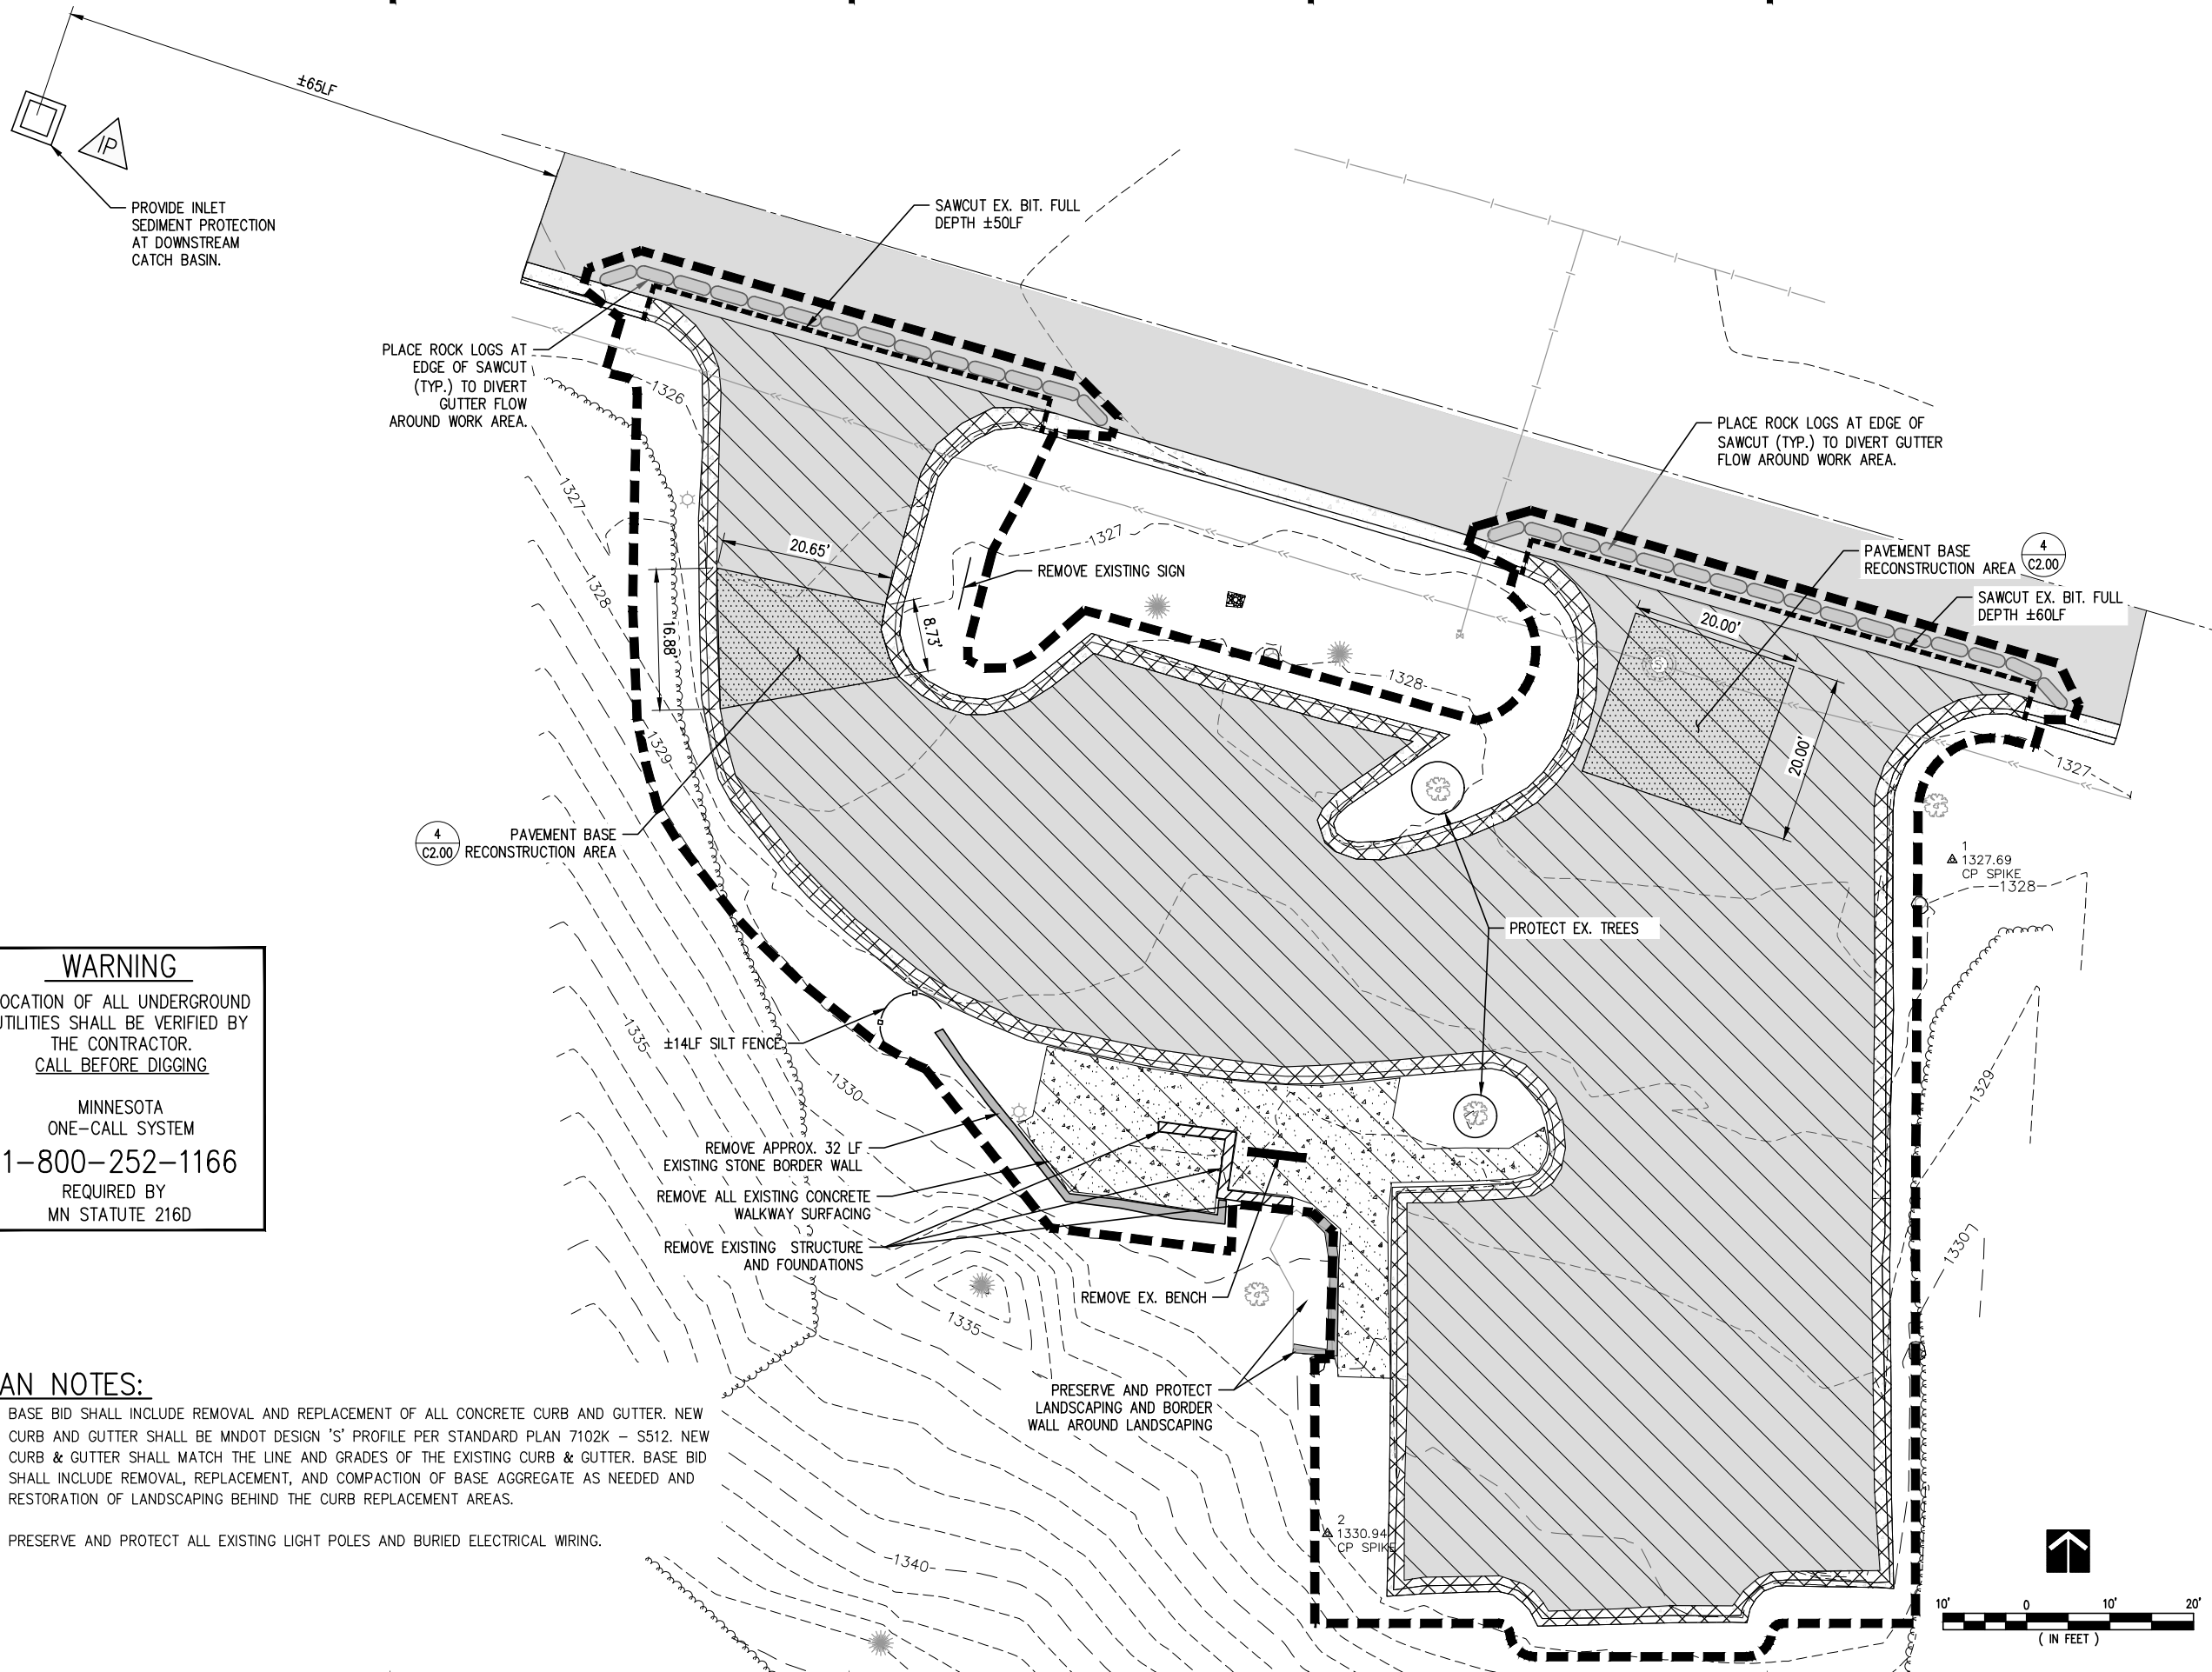 ±65LF
IP
PROVIDE INLET
SEDIMENT PROTECTION
AT DOWNSTREAM
CATCH BASIN.
SAWCUT EX. BIT. FULL
DEPTH ±50LF
PLACE ROCK LOGS AT
EDGE OF SAWCUT
(TYP.) TO DIVERT
GUTTER FLOW
AROUND WORK AREA.
1326
1327
1328
1329
20.65'
16.88'
8.73'
REMOVE EXISTING SIGN
1327
1328
PLACE ROCK LOGS AT EDGE OF
SAWCUT (TYP.) TO DIVERT GUTTER
FLOW AROUND WORK AREA.
PAVEMENT BASE
RECONSTRUCTION AREA
4
C2.00
SAWCUT EX. BIT. FULL
DEPTH ±60LF
20.00'
20.00'
S
1327
1
1327.69
CP SPIKE
1328
4
C2.00
PAVEMENT BASE
RECONSTRUCTION AREA
PROTECT EX. TREES
WARNING
OCATION OF ALL UNDERGROUND
UTILITIES SHALL BE VERIFIED BY
THE CONTRACTOR.
CALL BEFORE DIGGING
MINNESOTA
ONE-CALL SYSTEM
1-800-252-1166
REQUIRED BY
MN STATUTE 216D
1335
±14LF SILT FENCE
1330
1329
1330
REMOVE APPROX. 32 LF
EXISTING STONE BORDER WALL
REMOVE ALL EXISTING CONCRETE
WALKWAY SURFACING
REMOVE EXISTING STRUCTURE
AND FOUNDATIONS
REMOVE EX. BENCH
1335
PRESERVE AND PROTECT
LANDSCAPING AND BORDER
WALL AROUND LANDSCAPING
AN NOTES:
BASE BID SHALL INCLUDE REMOVAL AND REPLACEMENT OF ALL CONCRETE CURB AND GUTTER. NEW
CURB AND GUTTER SHALL BE MNDOT DESIGN 'S' PROFILE PER STANDARD PLAN 7102K - S512. NEW
CURB & GUTTER SHALL MATCH THE LINE AND GRADES OF THE EXISTING CURB & GUTTER. BASE BID
SHALL INCLUDE REMOVAL, REPLACEMENT, AND COMPACTION OF BASE AGGREGATE AS NEEDED AND
RESTORATION OF LANDSCAPING BEHIND THE CURB REPLACEMENT AREAS.
PRESERVE AND PROTECT ALL EXISTING LIGHT POLES AND BURIED ELECTRICAL WIRING.
1340
2
1330.94
CP SPIKE
10'
0
10'
20'
( IN FEET )